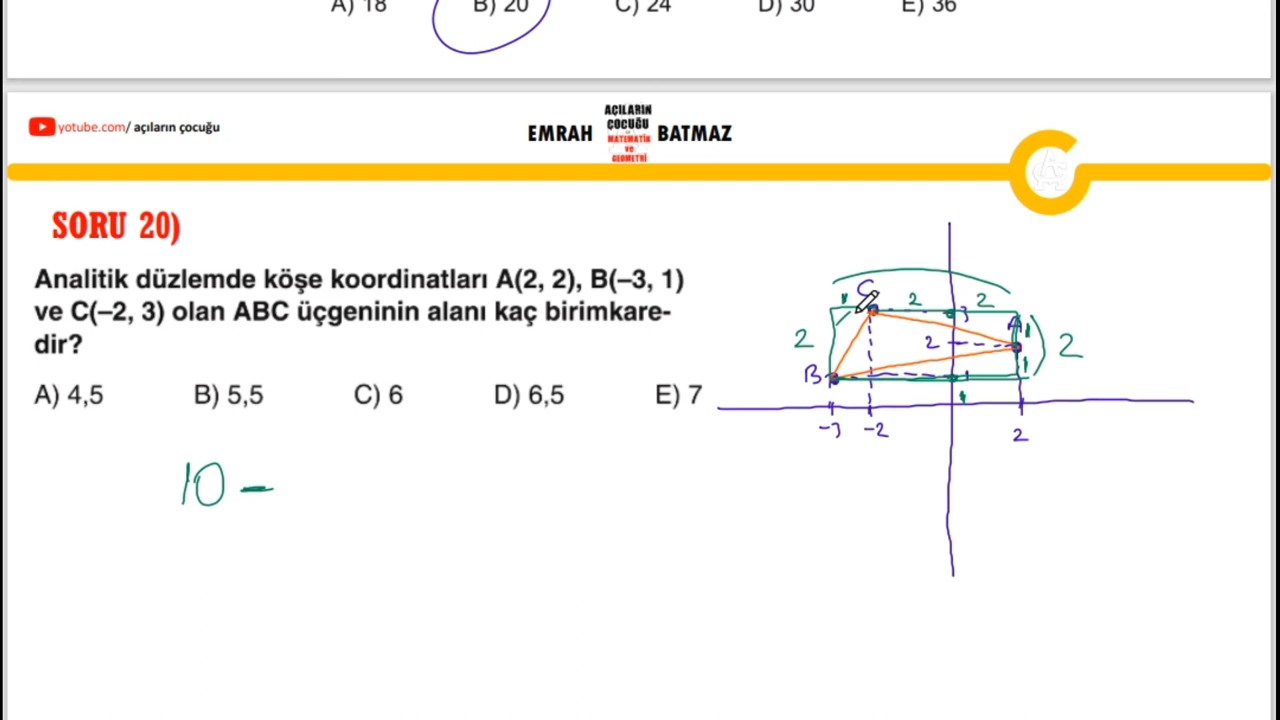 A) 18 B) 20 C) 24 D) 30 E) 36
yotube.com/ açıların çocuğu
EMRAH
AÇILARIN
ÇOCUĞU
MATEMATİK
ve
GEOMETRİ
BATMAZ
SORU 20)
Analitik düzlemde köşe koordinatları A(2, 2), B(–3, 1)
ve C(–2, 3) olan ABC üçgeninin alanı kaç birimkare-
dir?
A) 4,5 B) 5,5 C) 6 D) 6,5 E) 7
10 –
C
1 2 2
3
A
1
2
2
2
1
B
1
-3 -2 2